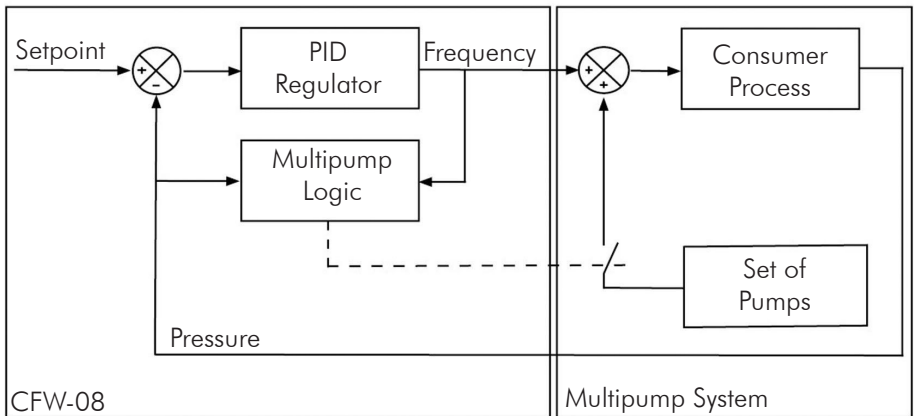 Setpoint
+
−
PID
Regulator
Frequency
+
+
Consumer
Process
Multipump
Logic
Set of
Pumps
Pressure
CFW-08
Multipump System